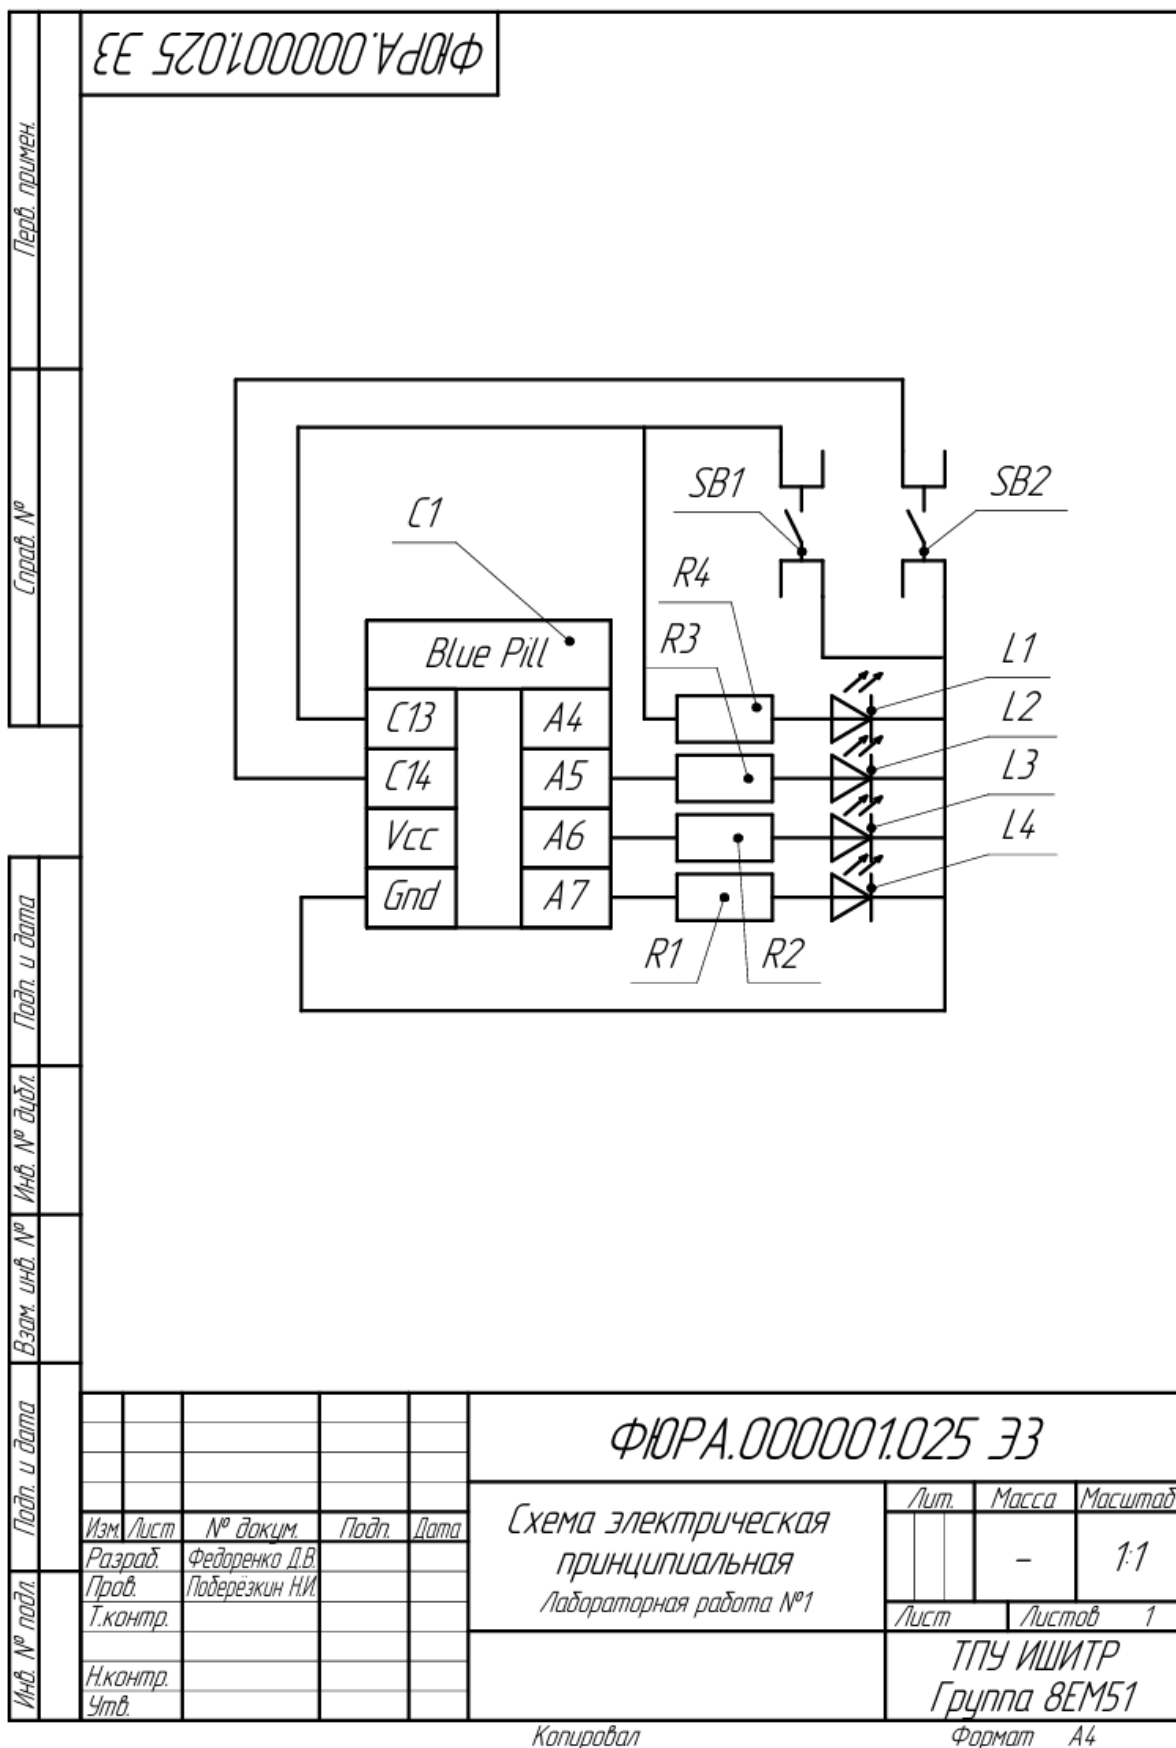 ФЮРА.000001.025 ЭЗ
Перв. примен.
Справ. №
Подп. и дата
Инв. № дубл.
Взам. инв. №
Подп. и дата
Инв. № подл.
SB1
SB2
C1
R4
R3
L1
L2
L3
L4
Blue Pill
C13
A4
C14
A5
Vcc
A6
Gnd
A7
R1
R2
ФЮРА.000001.025 ЭЗ
Изм. Лист № докум. Подп. Дата
Разраб. Федоренко Д.В.
Пров. Поберёзкин Н.И.
Т.контр.
Н.контр.
Утв.
Схема электрическая
принципиальная
Лабораторная работа №1
Лит. Масса Масштаб
– 1:1
Лист Листов 1
ТПУ ИШИТР
Группа 8ЕМ51
Копировал Формат А4